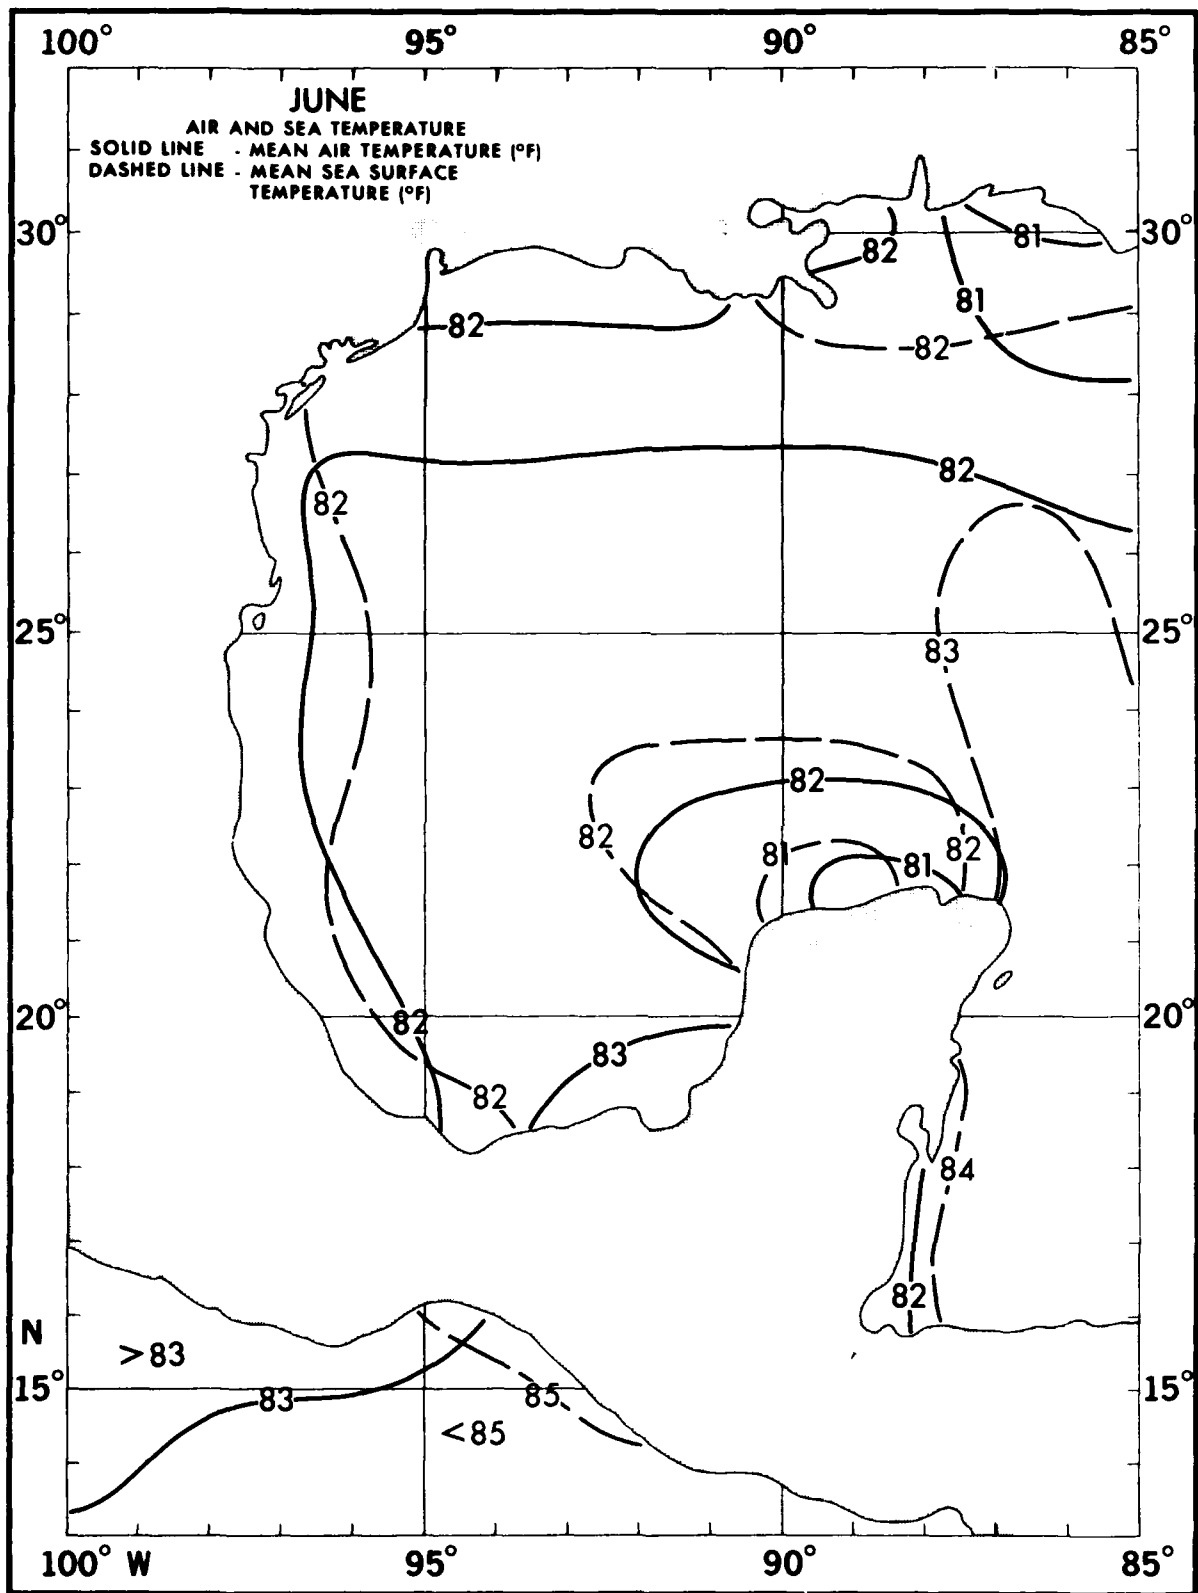 100° 95° 90° 85°
JUNE
AIR AND SEA TEMPERATURE
SOLID LINE - MEAN AIR TEMPERATURE (°F)
DASHED LINE - MEAN SEA SURFACE
TEMPERATURE (°F)
30° 82 81 30°
81
82 82
82
82
25° 25°
83
82
82 82
81 81
20° 82 20°
83
82
84
82
N
>83
15° 83 85 15°
<85
100° W 95° 90° 85°